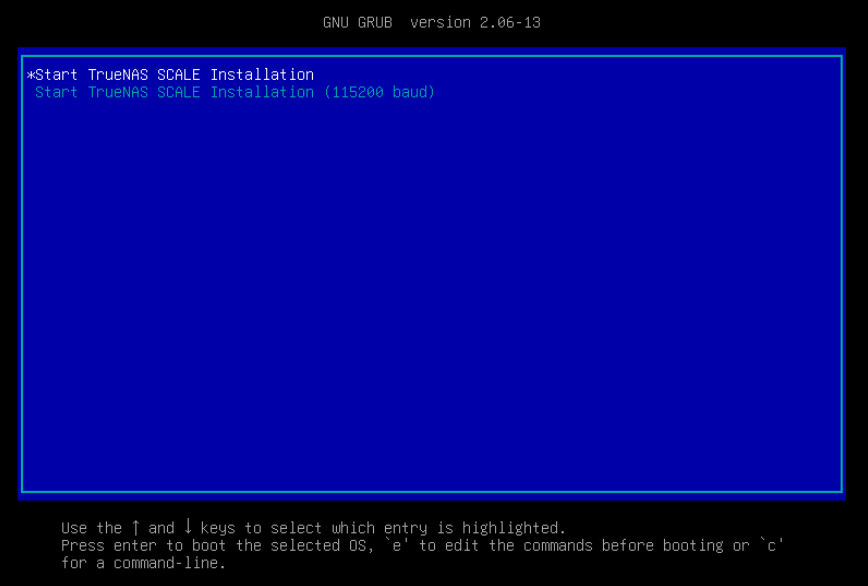 GNU GRUB  version 2.06-13
*Start TrueNAS SCALE Installation
Start TrueNAS SCALE Installation (115200 baud)
Use the ↑ and ↓ keys to select which entry is highlighted.
Press enter to boot the selected OS, `e' to edit the commands before booting or `c'
for a command-line.